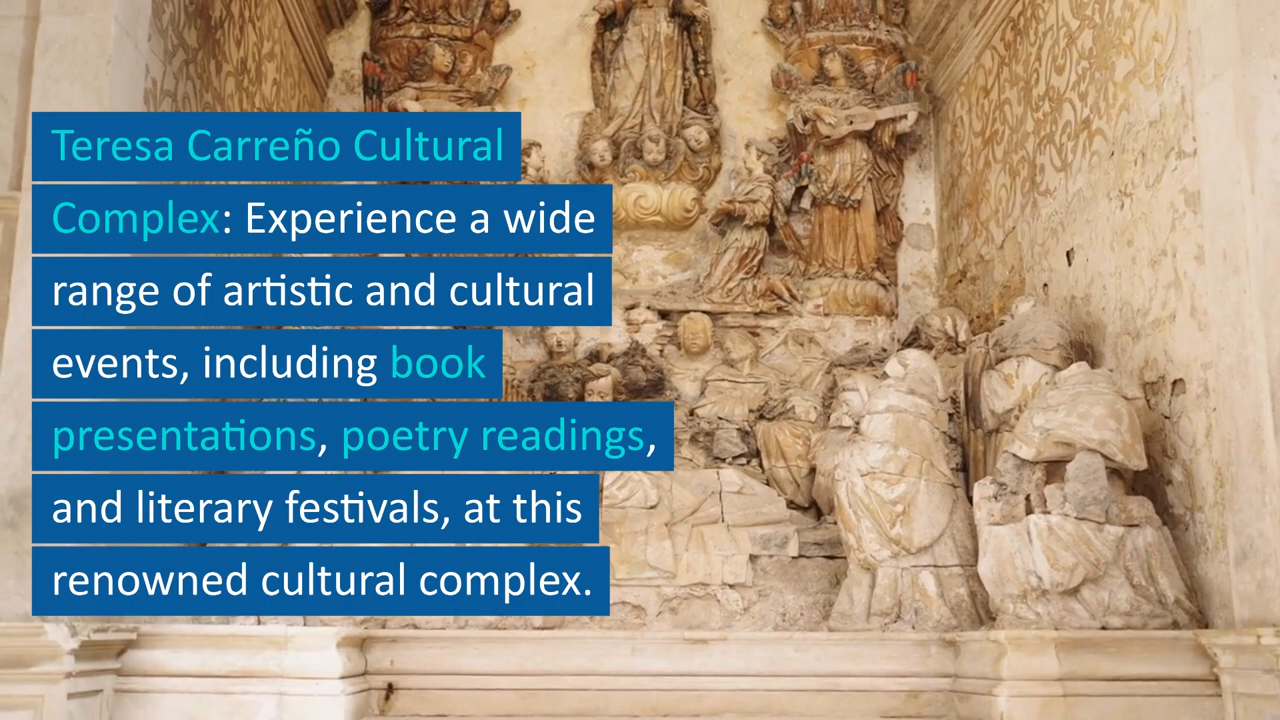 Teresa Carreño Cultural
Complex: Experience a wide
range of artistic and cultural
events, including book
presentations, poetry readings,
and literary festivals, at this
renowned cultural complex.